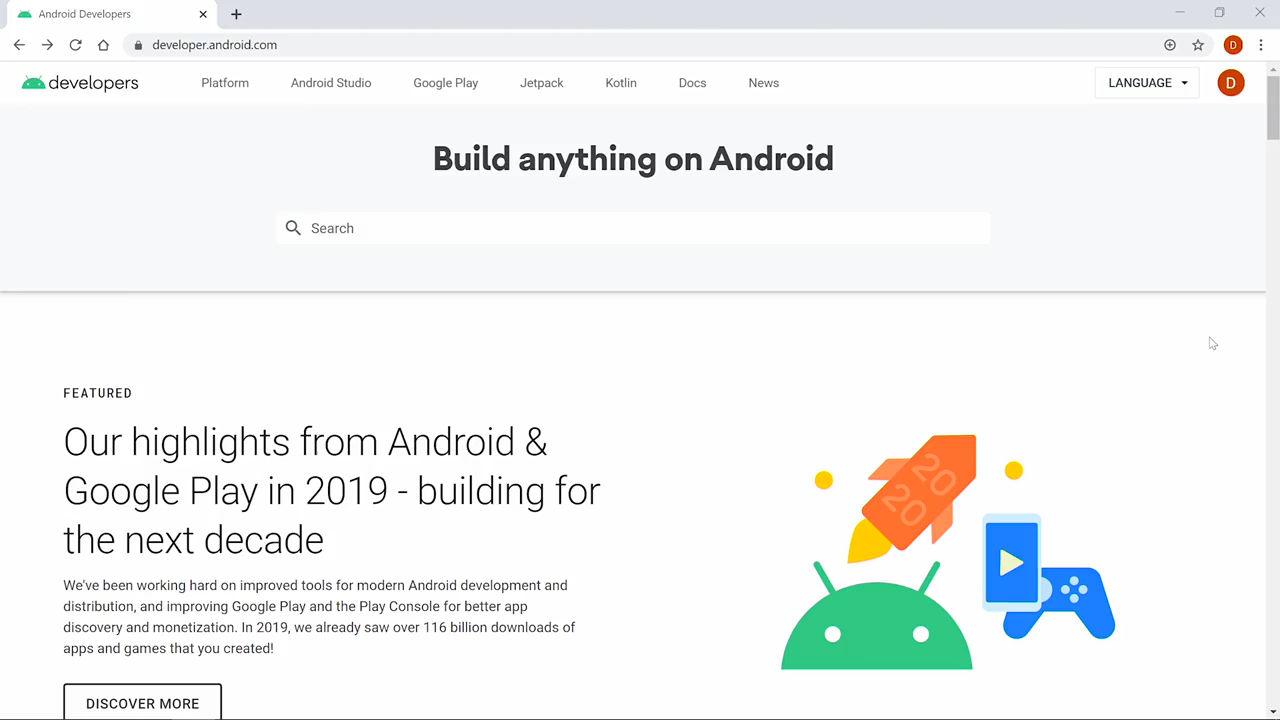 Android Developers
developer.android.com
D
developers
Platform
Android Studio
Google Play
Jetpack
Kotlin
Docs
News
LANGUAGE
D
Build anything on Android
Search
FEATURED
Our highlights from Android &
Google Play in 2019 - building for
the next decade
We've been working hard on improved tools for modern Android development and
distribution, and improving Google Play and the Play Console for better app
discovery and monetization. In 2019, we already saw over 116 billion downloads of
apps and games that you created!
DISCOVER MORE
20
20